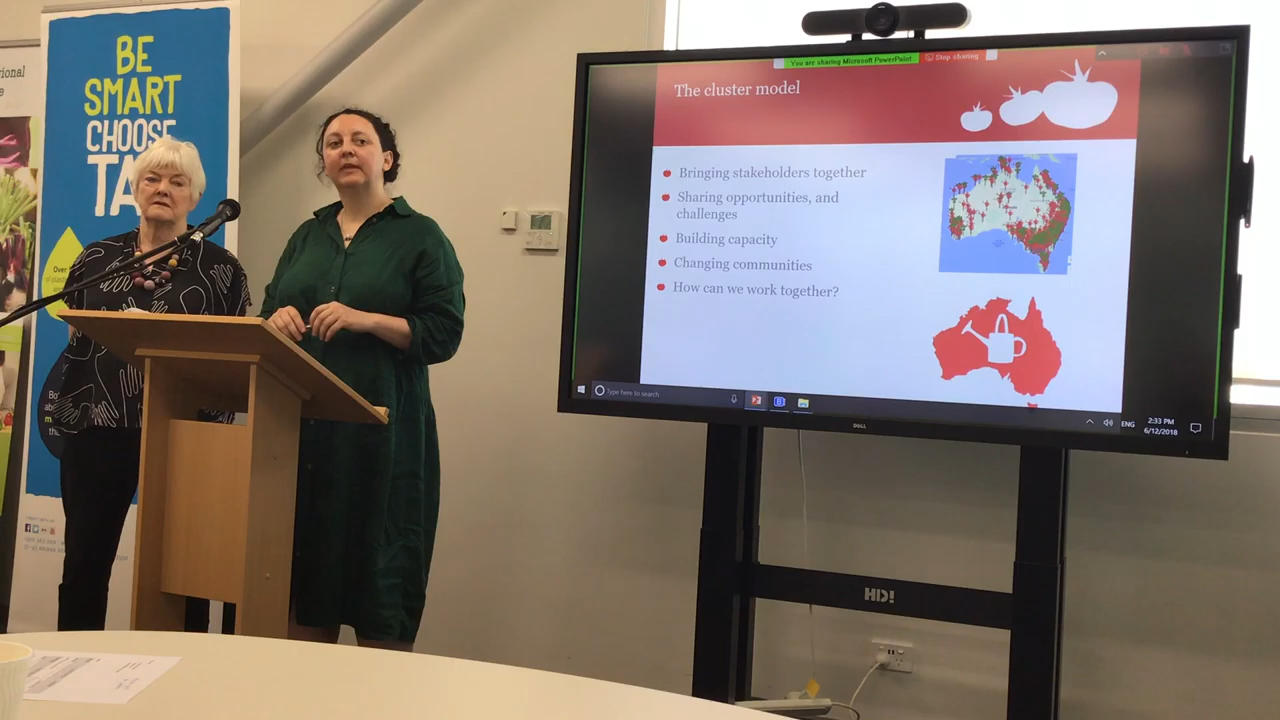 BE
SMART
CHOOSE
TA
Over
You are sharing Microsoft PowerPoint
Stop sharing
The cluster model
Bringing stakeholders together
Sharing opportunities, and
challenges
Building capacity
Changing communities
How can we work together?
Type here to search
ENG
2:33 PM
6/12/2018
DELL
HD!